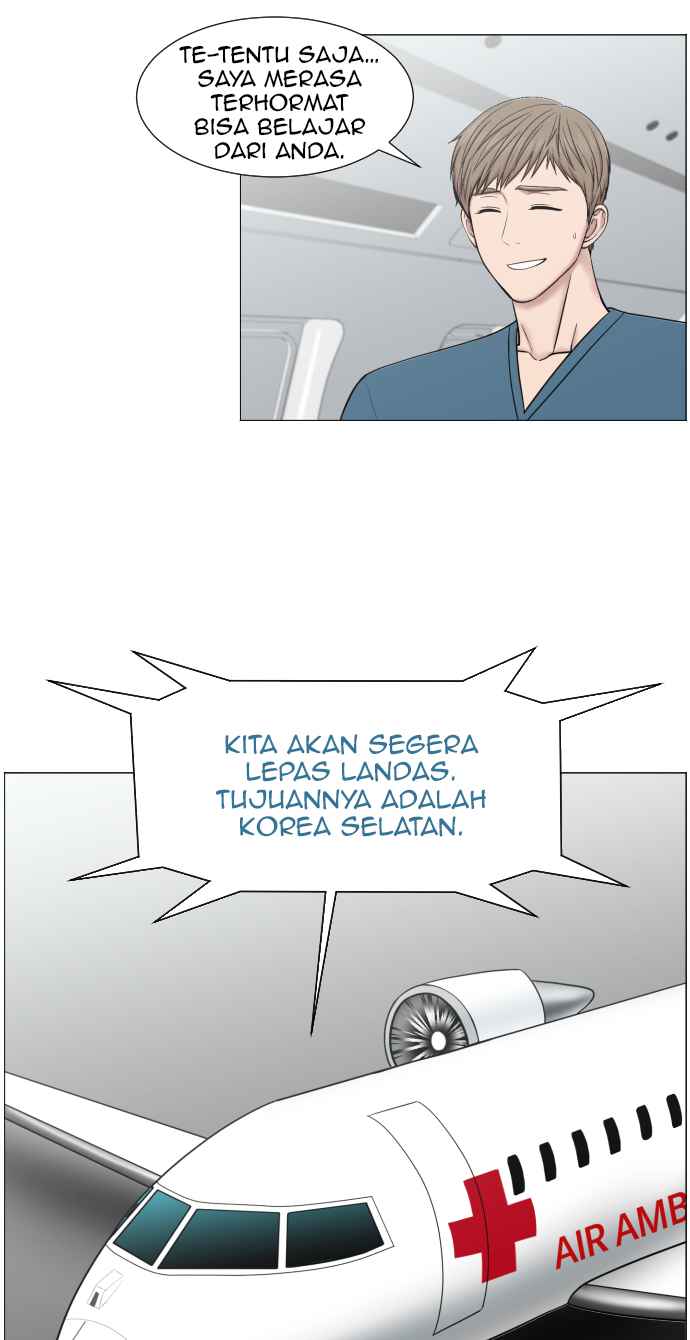 TE-TENTU SAJA...
SAYA MERASA
TERHORMAT
BISA BELAJAR
DARI ANDA.
KITA AKAN SEGERA
LEPAS LANDAS.
TUJUANNYA ADALAH
KOREA SELATAN.
AIR AMB